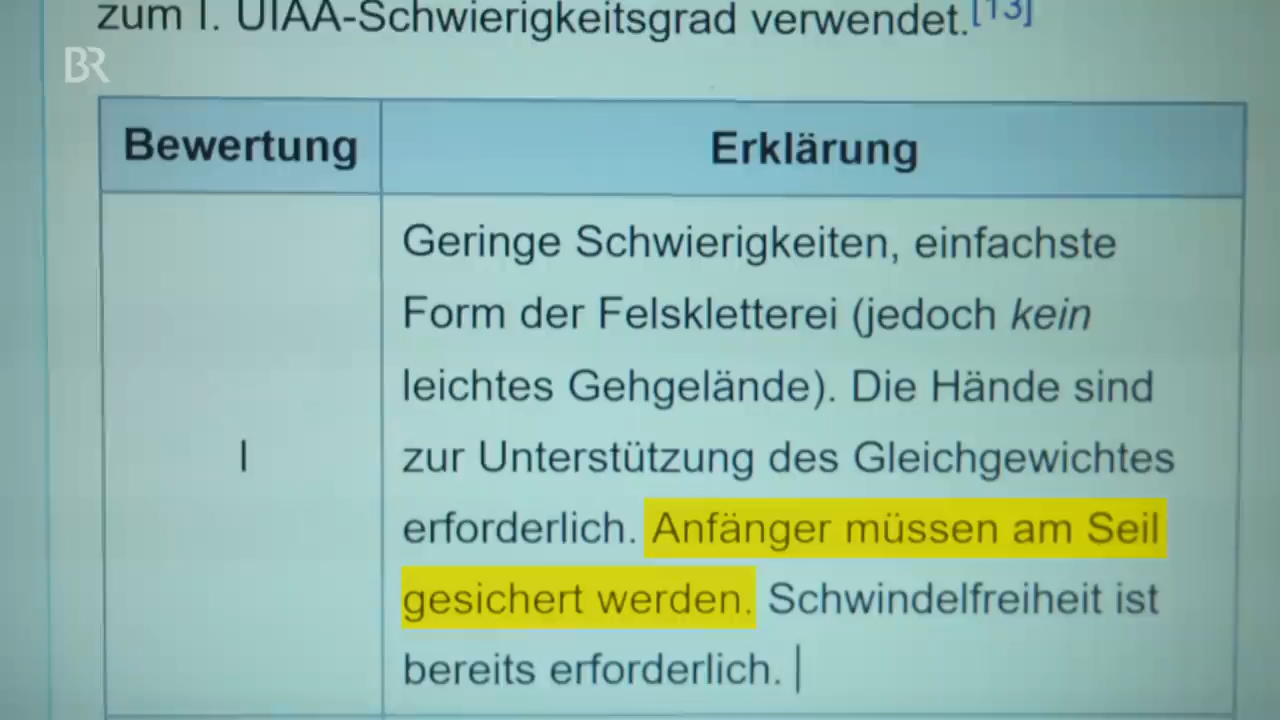 zum I. UIAA-Schwierigkeitsgrad verwendet.[13]
BR
Bewertung
Erklärung
I
Geringe Schwierigkeiten, einfachste
Form der Felskletterei (jedoch kein
leichtes Gehgelände). Die Hände sind
zur Unterstützung des Gleichgewichtes
erforderlich. Anfänger müssen am Seil
gesichert werden. Schwindelfreiheit ist
bereits erforderlich.